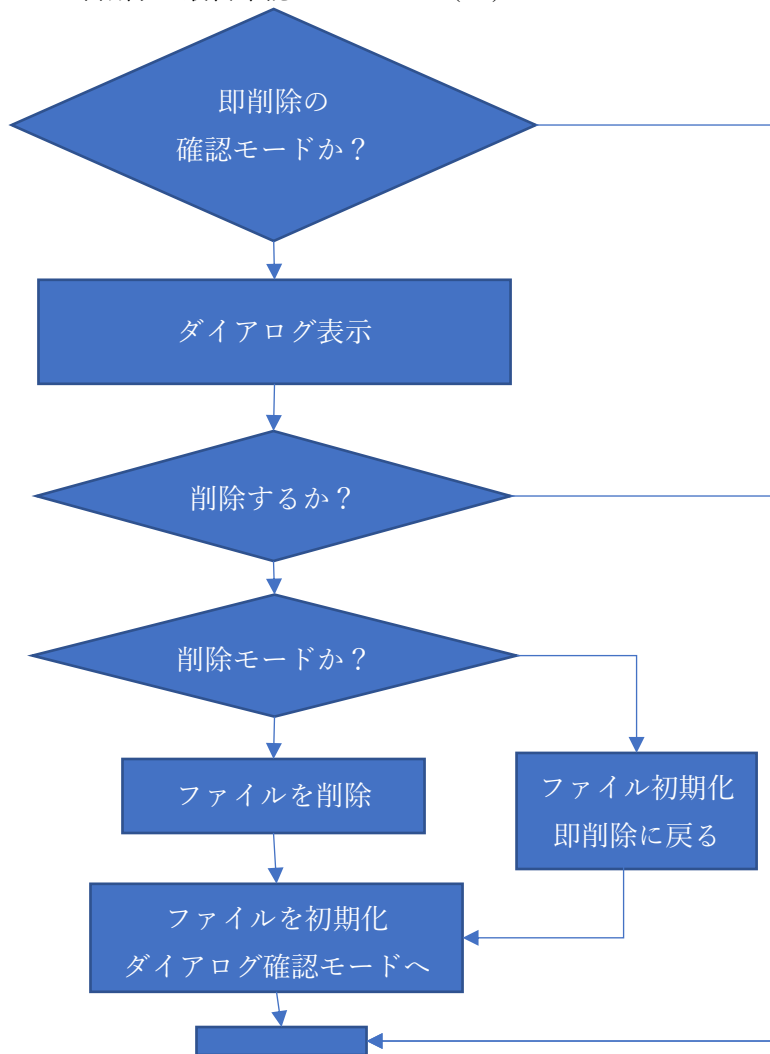 即削除の
確認モードか？
ダイアログ表示
削除するか？
削除モードか？
ファイルを削除
ファイル初期化
即削除に戻る
ファイルを初期化
ダイアログ確認モードへ